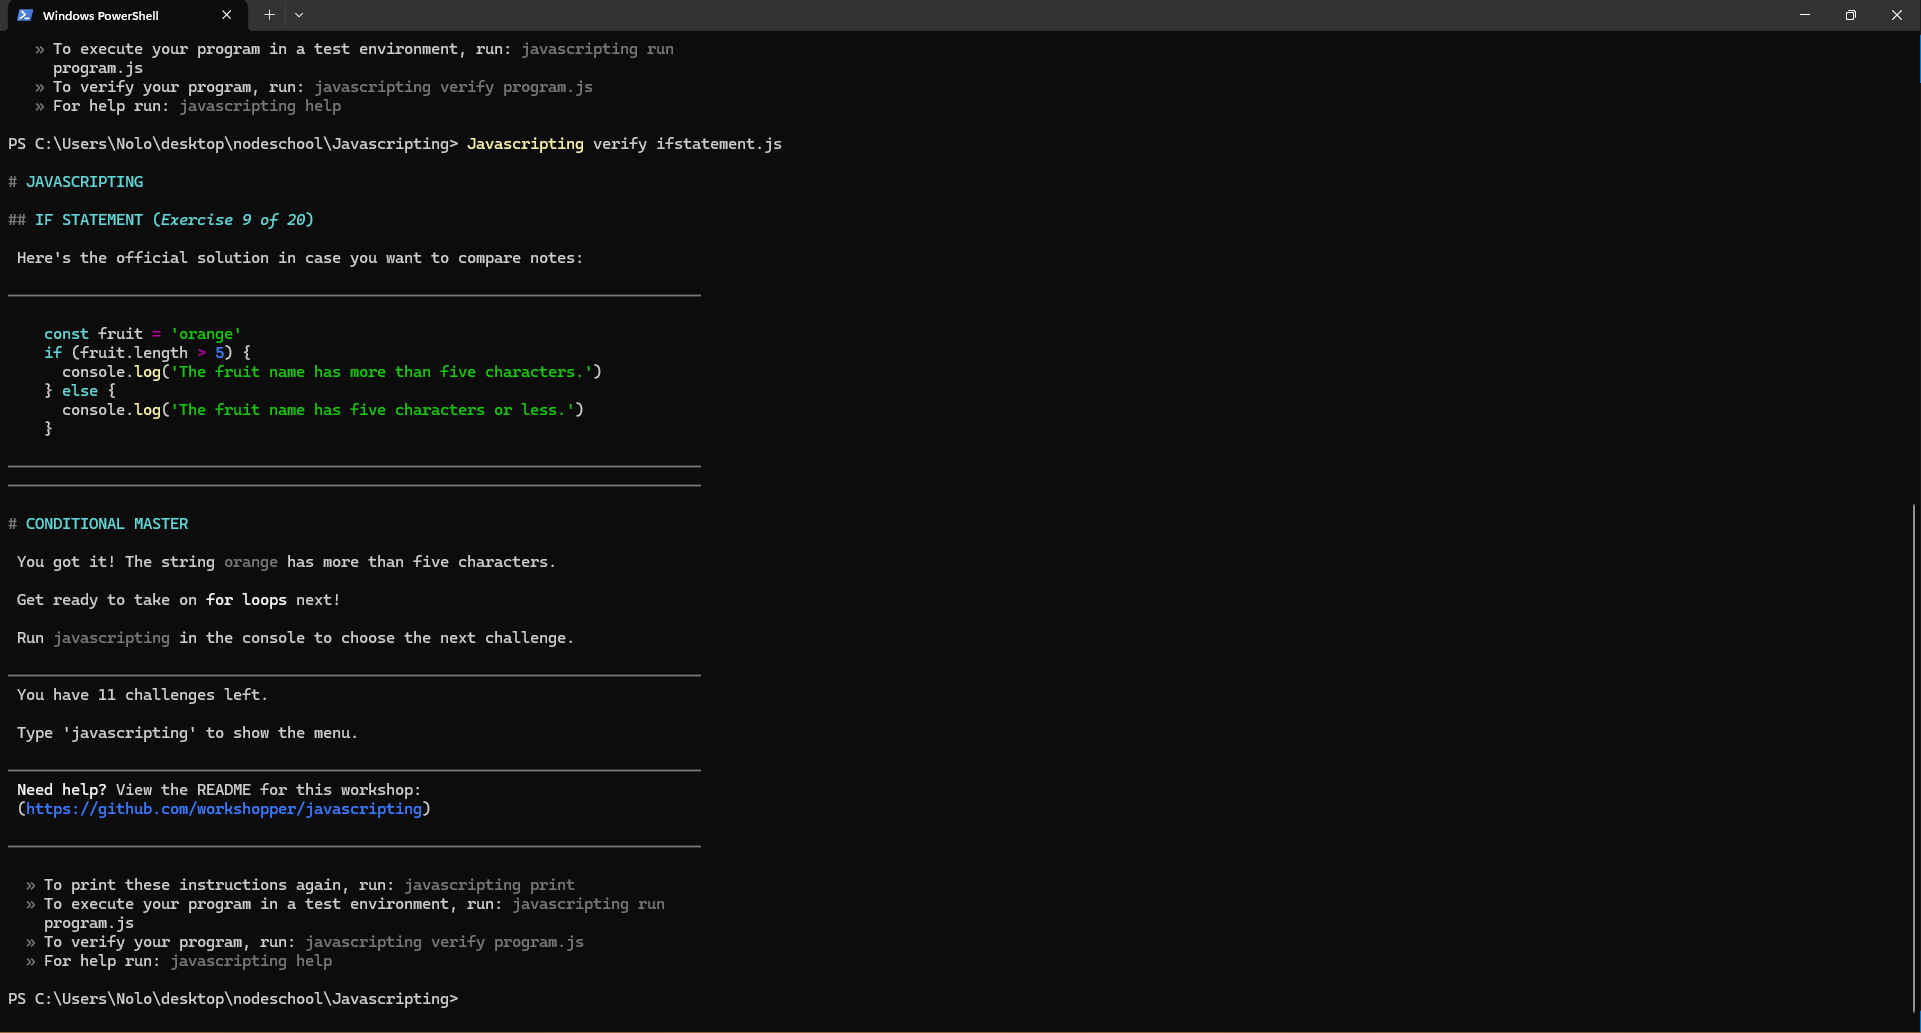 Windows PowerShell
» To execute your program in a test environment, run: javascripting run
program.js
» To verify your program, run: javascripting verify program.js
» For help run: javascripting help
PS C:\Users\Nolo\desktop\nodeschool\Javascripting> Javascripting verify ifstatement.js
# JAVASCRIPTING
## IF STATEMENT (Exercise 9 of 20)
Here's the official solution in case you want to compare notes:
const fruit = 'orange'
if (fruit.length > 5) {
console.log('The fruit name has more than five characters.')
} else {
console.log('The fruit name has five characters or less.')
}
# CONDITIONAL MASTER
You got it! The string orange has more than five characters.
Get ready to take on for loops next!
Run javascripting in the console to choose the next challenge.
You have 11 challenges left.
Type 'javascripting' to show the menu.
Need help? View the README for this workshop:
(https://github.com/workshopper/javascripting)
» To print these instructions again, run: javascripting print
» To execute your program in a test environment, run: javascripting run
program.js
» To verify your program, run: javascripting verify program.js
» For help run: javascripting help
PS C:\Users\Nolo\desktop\nodeschool\Javascripting>